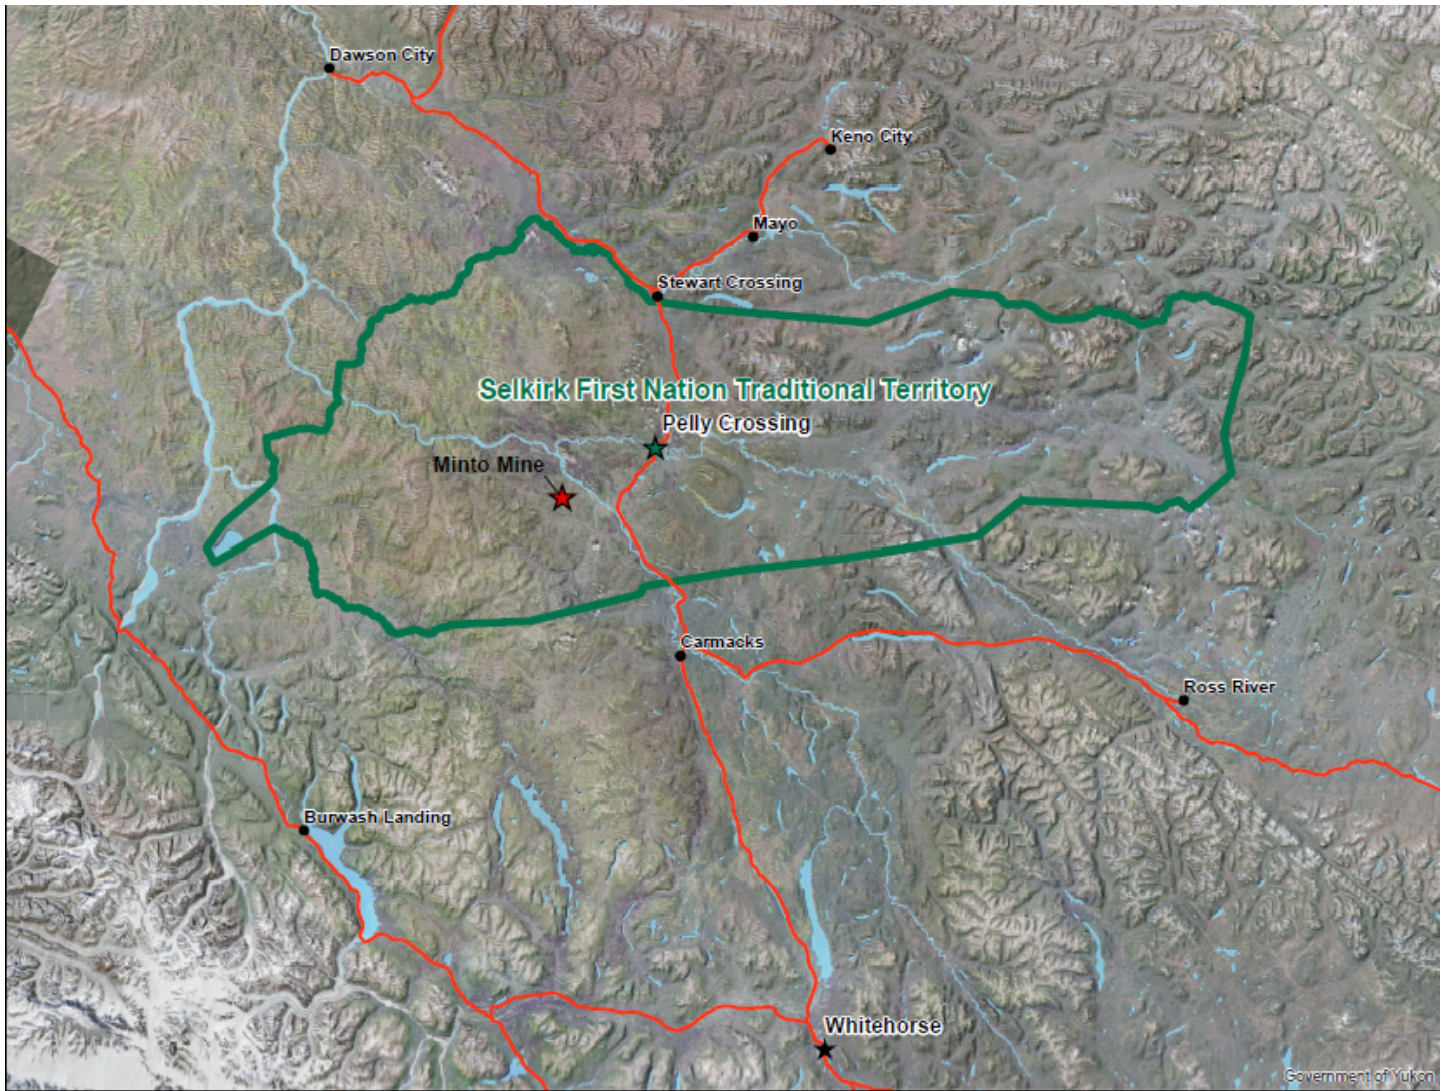 Dawson City
Keno City
Mayo
Stewart Crossing
Selkirk First Nation Traditional Territory
Pelly Crossing
Minto Mine
Carmacks
Ross River
Burwash Landing
Whitehorse
Government of Yukon